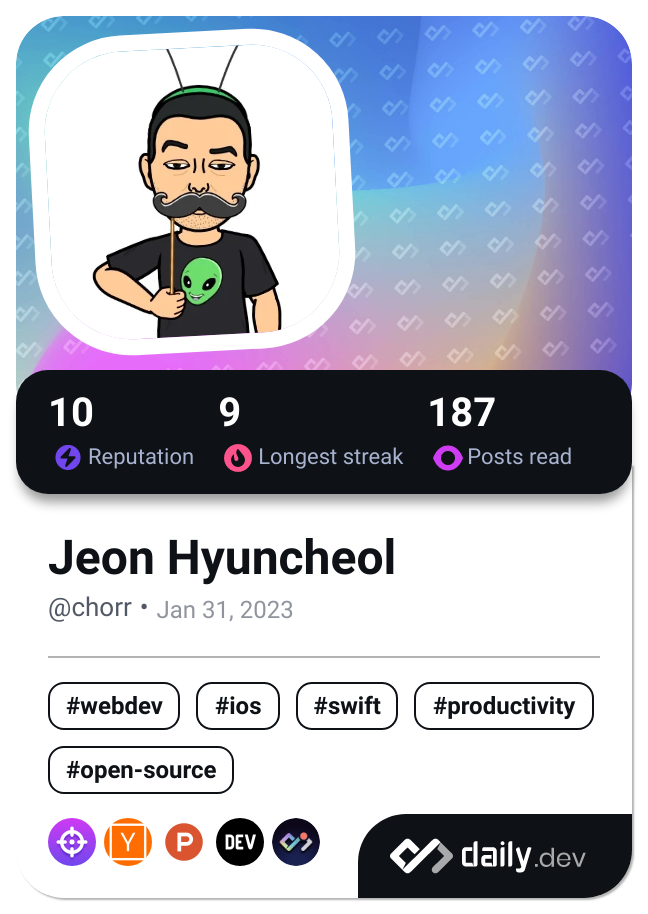 10 9 187
Reputation Longest streak Posts read
Jeon Hyuncheol
@chorr • Jan 31, 2023
#webdev #ios #swift #productivity
#open-source
Y P DEV
daily.dev